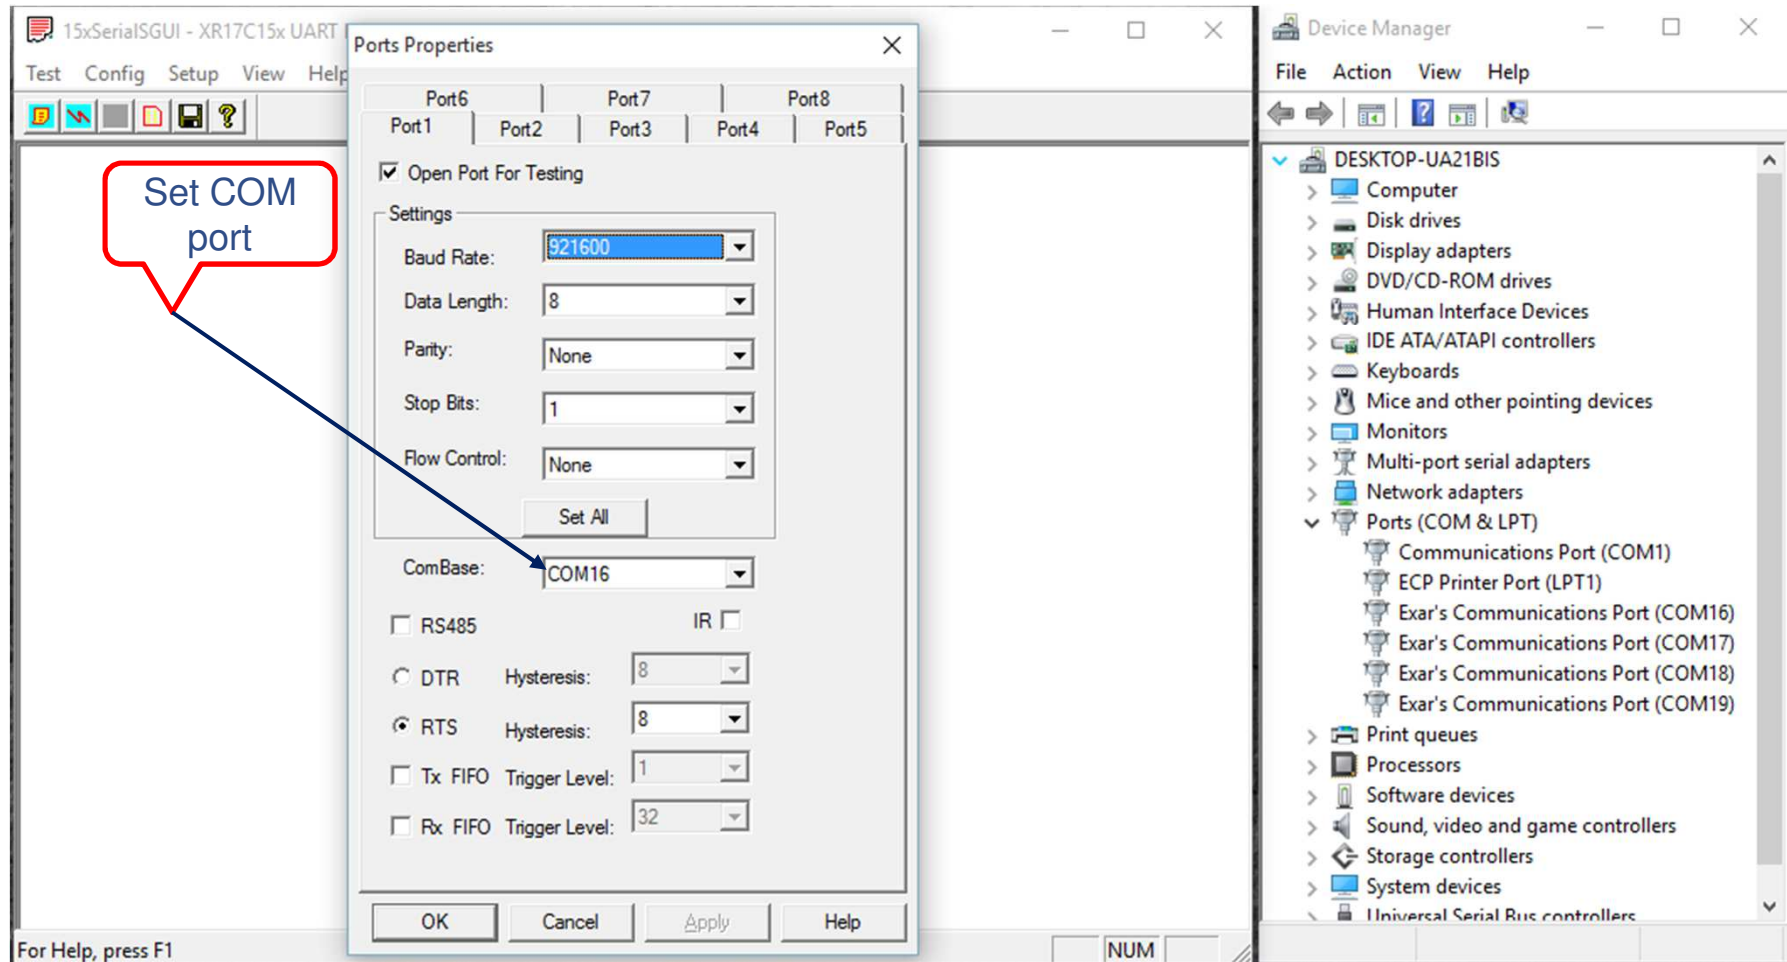 15xSerialSGUI - XR17C15x UART
Test Config Setup View Help
Set COM
port
For Help, press F1
NUM
Ports Properties
Port6 Port7 Port8
Port1 Port2 Port3 Port4 Port5
Open Port For Testing
Settings
Baud Rate: 921600
Data Length: 8
Parity: None
Stop Bits: 1
Flow Control: None
Set All
ComBase: COM16
RS485 IR
DTR Hysteresis: 8
RTS Hysteresis: 8
Tx FIFO Trigger Level: 1
Rx FIFO Trigger Level: 32
OK Cancel Apply Help
Device Manager
File Action View Help
DESKTOP-UA21BIS
Computer
Disk drives
Display adapters
DVD/CD-ROM drives
Human Interface Devices
IDE ATA/ATAPI controllers
Keyboards
Mice and other pointing devices
Monitors
Multi-port serial adapters
Network adapters
Ports (COM & LPT)
Communications Port (COM1)
ECP Printer Port (LPT1)
Exar's Communications Port (COM16)
Exar's Communications Port (COM17)
Exar's Communications Port (COM18)
Exar's Communications Port (COM19)
Print queues
Processors
Software devices
Sound, video and game controllers
Storage controllers
System devices
Universal Serial Bus controllers